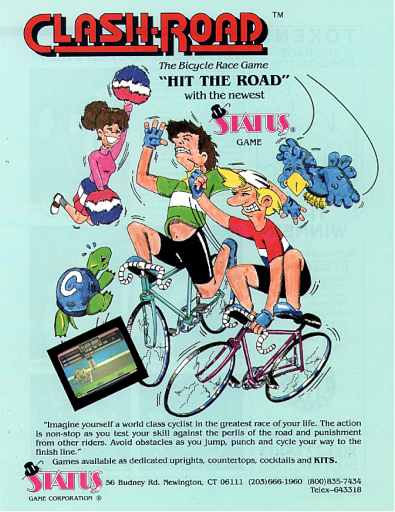 CLASH-ROAD™
The Bicycle Race Game
"HIT THE ROAD"
with the newest
STATUS®
GAME
C
"Imagine yourself a world class cyclist in the greatest race of your life. The action
is non-stop as you test your skill against the perils of the road and punishment
from other riders. Avoid obstacles as you jump, punch and cycle your way to the
finish line."
Games available as dedicated uprights, countertops, cocktails and KITS.
STATUS
GAME CORPORATION ®
56 Budney Rd. Newington, CT 06111 (203)666-1960 (800)835-7434
Telex-643318